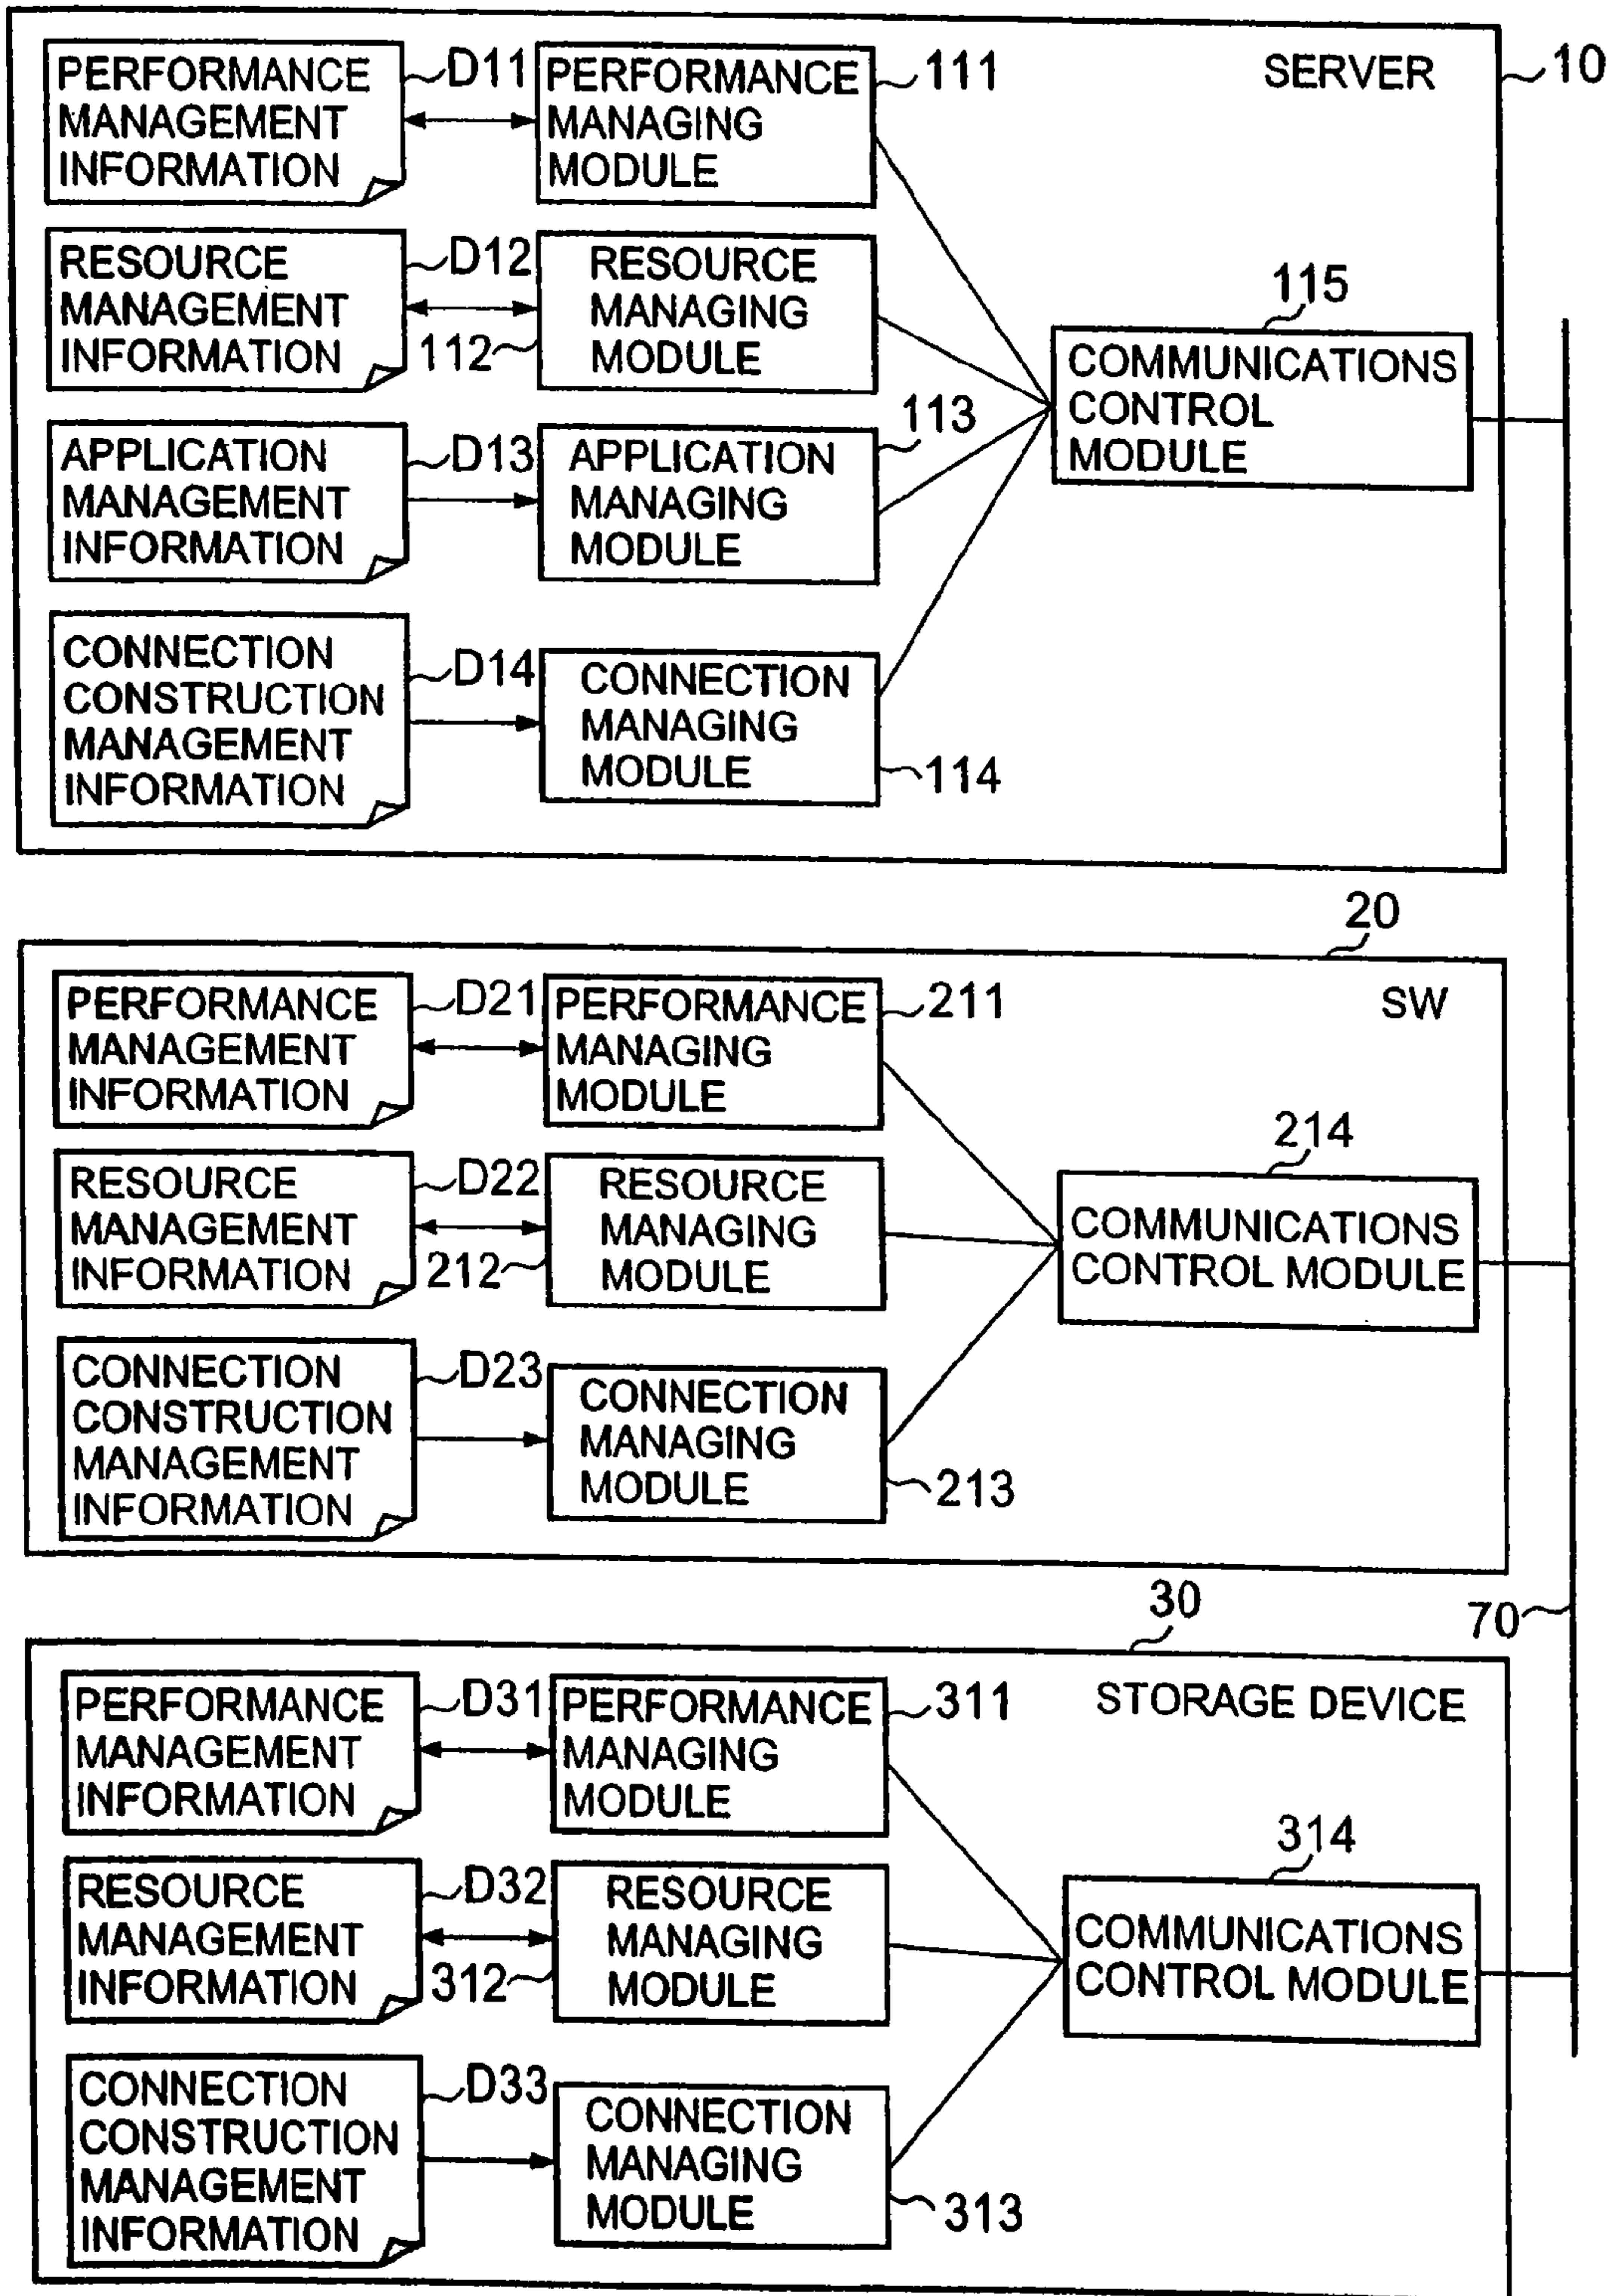 SERVER
10
PERFORMANCE
MANAGEMENT
INFORMATION
D11
PERFORMANCE
MANAGING
MODULE
111
RESOURCE
MANAGEMENT
INFORMATION
D12
112
RESOURCE
MANAGING
MODULE
115
COMMUNICATIONS
CONTROL
MODULE
APPLICATION
MANAGEMENT
INFORMATION
D13
APPLICATION
MANAGING
MODULE
113
CONNECTION
CONSTRUCTION
MANAGEMENT
INFORMATION
D14
CONNECTION
MANAGING
MODULE
114
20
SW
PERFORMANCE
MANAGEMENT
INFORMATION
D21
PERFORMANCE
MANAGING
MODULE
211
RESOURCE
MANAGEMENT
INFORMATION
D22
212
RESOURCE
MANAGING
MODULE
214
COMMUNICATIONS
CONTROL MODULE
CONNECTION
CONSTRUCTION
MANAGEMENT
INFORMATION
D23
CONNECTION
MANAGING
MODULE
213
70
30
STORAGE DEVICE
PERFORMANCE
MANAGEMENT
INFORMATION
D31
PERFORMANCE
MANAGING
MODULE
311
RESOURCE
MANAGEMENT
INFORMATION
D32
312
RESOURCE
MANAGING
MODULE
314
COMMUNICATIONS
CONTROL MODULE
CONNECTION
CONSTRUCTION
MANAGEMENT
INFORMATION
D33
CONNECTION
MANAGING
MODULE
313